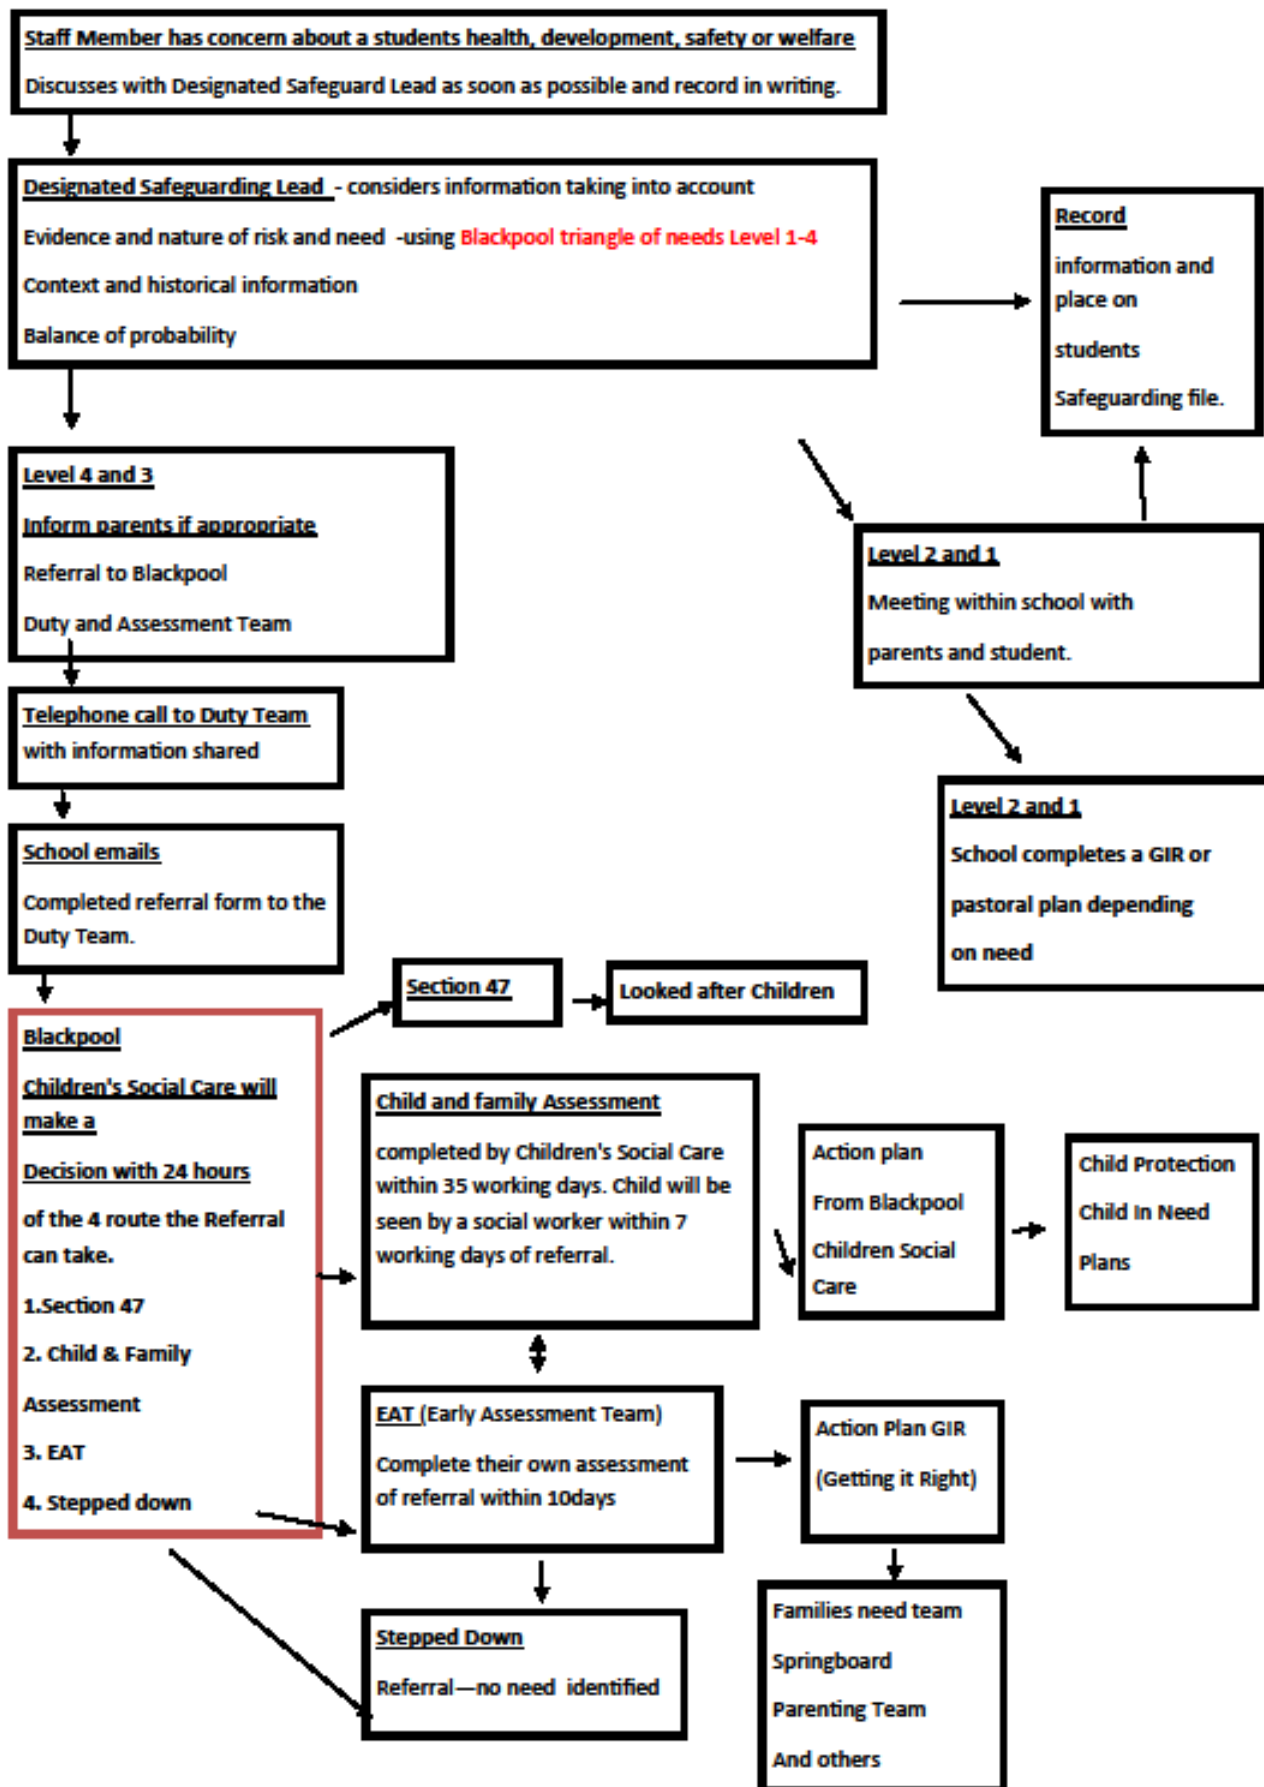 Staff Member has concern about a students health, development, safety or welfare
Discusses with Designated Safeguard Lead as soon as possible and record in writing.
Designated Safeguarding Lead - considers information taking into account
Evidence and nature of risk and need -using Blackpool triangle of needs Level 1-4
Context and historical information
Balance of probability
Record
information and
place on
students
Safeguarding file.
Level 4 and 3
Inform parents if appropriate
Referral to Blackpool
Duty and Assessment Team
Level 2 and 1
Meeting within school with
parents and student.
Telephone call to Duty Team
with information shared
Level 2 and 1
School completes a GIR or
pastoral plan depending
on need
School emails
Completed referral form to the
Duty Team.
Section 47
Looked after Children
Blackpool
Children's Social Care will
make a
Decision with 24 hours
of the 4 route the Referral
can take.
1.Section 47
2. Child & Family
Assessment
3. EAT
4. Stepped down
Child and family Assessment
completed by Children's Social Care
within 35 working days. Child will be
seen by a social worker within 7
working days of referral.
Action plan
From Blackpool
Children Social
Care
Child Protection
Child In Need
Plans
EAT (Early Assessment Team)
Complete their own assessment
of referral within 10days
Action Plan GIR
(Getting it Right)
Stepped Down
Referral—no need identified
Families need team
Springboard
Parenting Team
And others